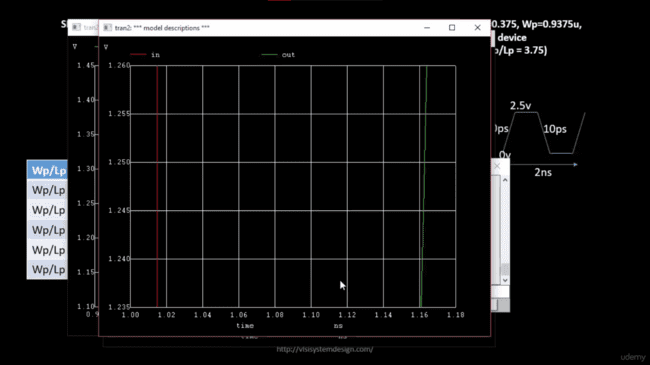 tran2: *** model descriptions ***
0.375, Wp=0.9375u,
device
p/Lp = 3.75)
V
V
in
out
1.45
1.40
1.35
1.30
1.25
1.20
1.15
1.10
0.9
1.260
1.255
1.250
1.245
1.240
1.235
1.00
1.02
1.04
1.06
1.08
1.10
1.12
1.14
1.16
1.18
time
ns
2.5v
0ps
10ps
0v
2ns
Wp/Lp
Wp/Lp
Wp/Lp
Wp/Lp
Wp/Lp
Wp/Lp
http://vlsisystemdesign.com/
udemy